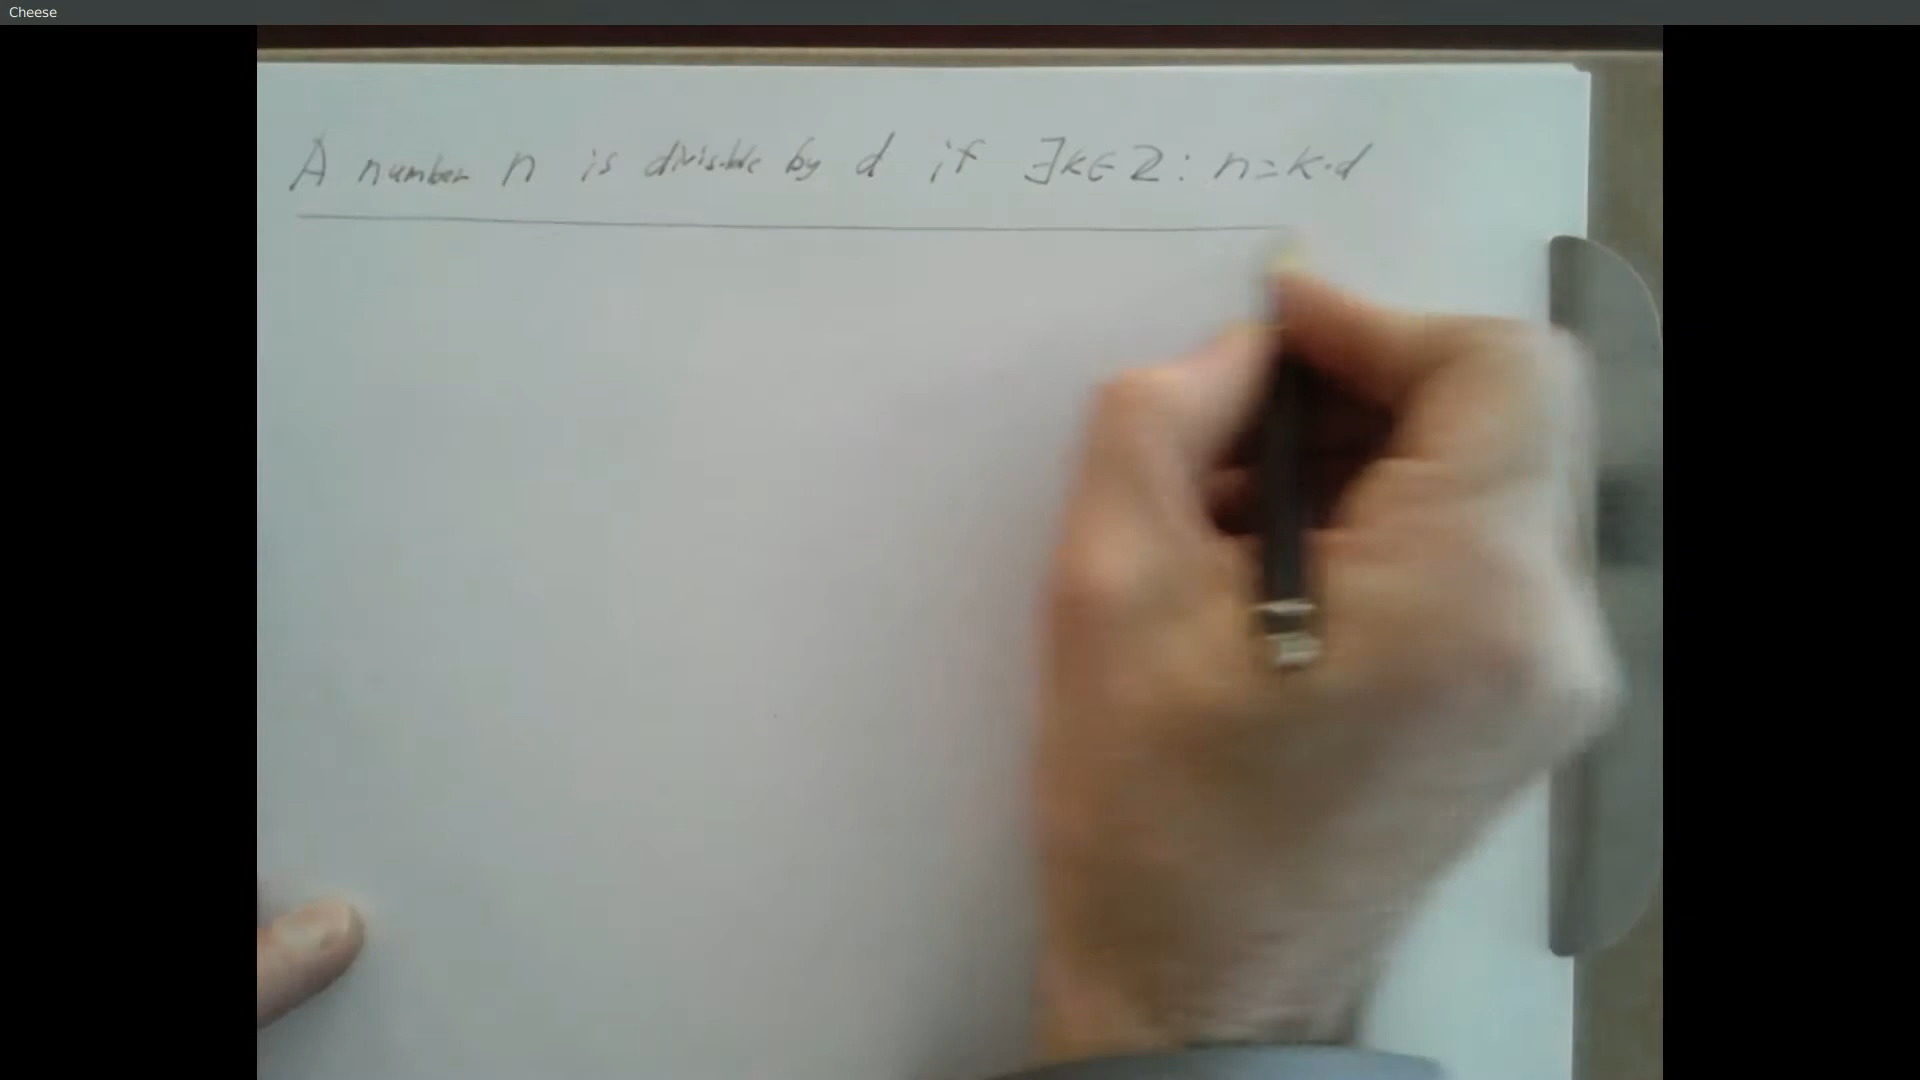 Cheese
A number n is divisible by d if ∃k∈ℤ: n=k·d